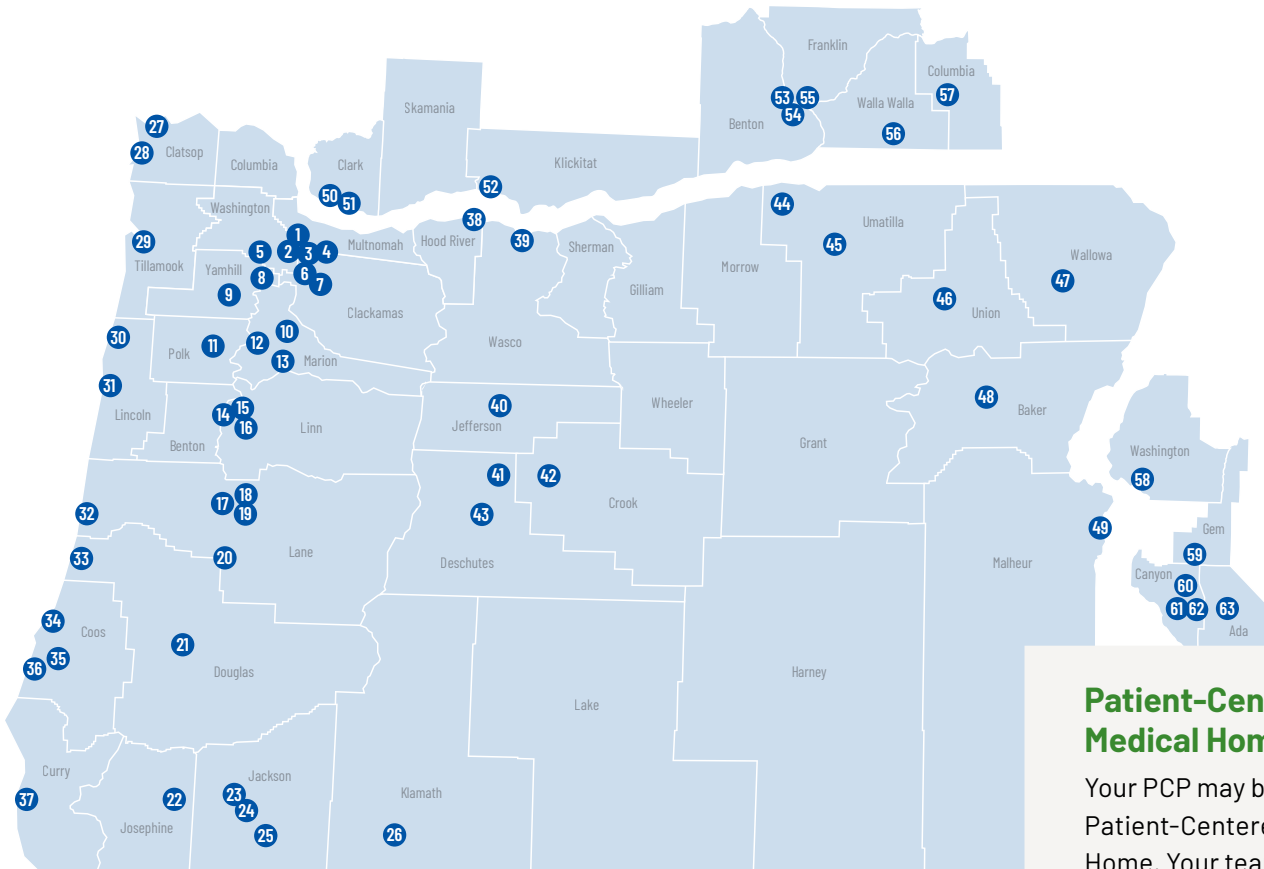 Franklin
Columbia
53 55
57
Skamania
Walla Walla
54
Benton
27
56
28 Clatsop
Columbia
Clark
Klickitat
50 51
52
44
Washington
38
Umatilla
1
29
5 2 3 4 Multnomah
Hood River
39
Sherman
45
Wallowa
Tillamook
Yamhill
8
6
7
Morrow
47
9
Gilliam
46
Union
Clackamas
30
10
11
12
Polk
Wasco
13 Marion
31
48
Wheeler
40
Baker
14 15
Lincoln
Jefferson
16
Linn
Grant
Benton
Washington
41
42
58
17 18
Crook
32
19
43
49
Gem
Lane
33
20
Deschutes
Malheur
59
Canyon
60
61 62 63
34
Coos
Ada
21
35
36
Douglas
Harney
Lake
Patient-Cen
Medical Hom
Curry
Jackson
Your PCP may b
37
22
23
Klamath
24
Patient-Centere
Josephine
25
26
Home. Your tea